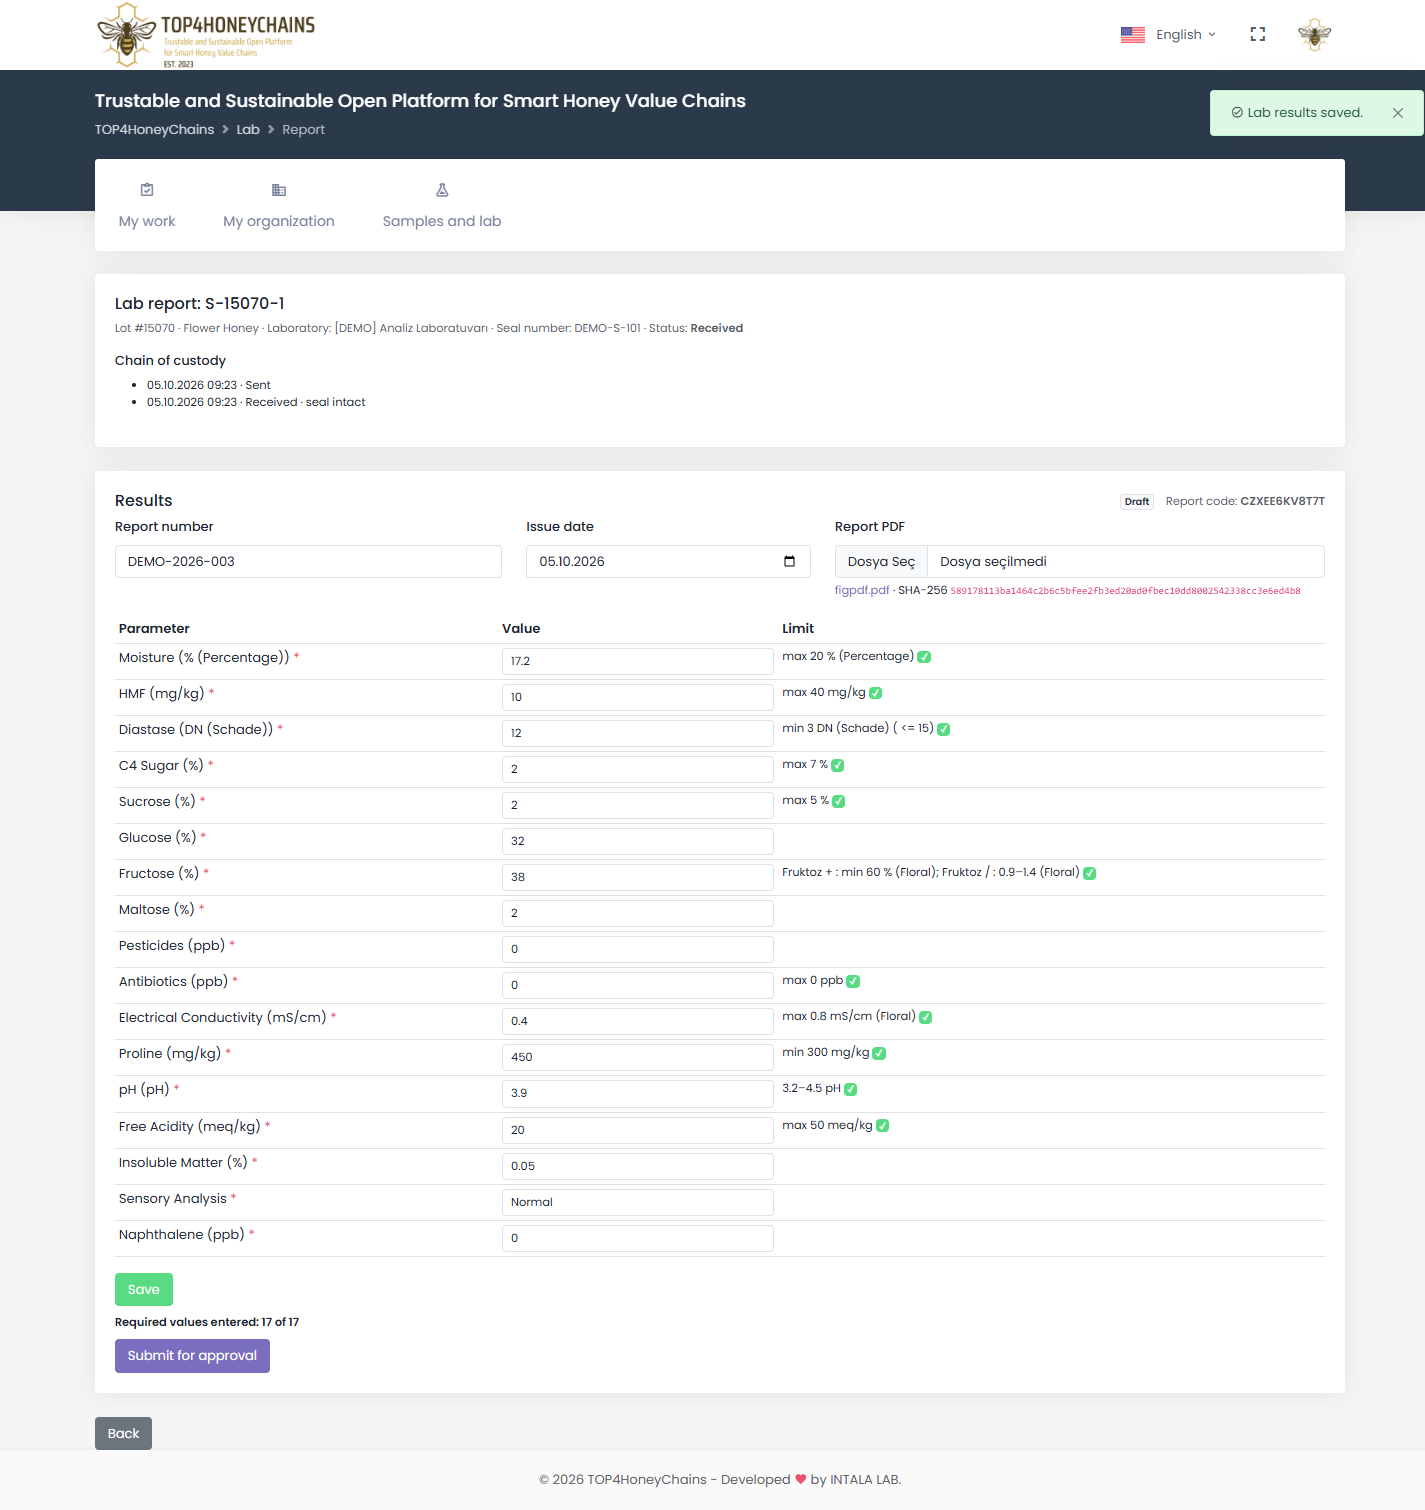 TOP4HONEYCHAINS
Trustable and Sustainable Open Platform
for Smart Honey Value Chains
EST. 2023
English
Trustable and Sustainable Open Platform for Smart Honey Value Chains
TOP4HoneyChains > Lab > Report
Lab results saved.
My work
My organization
Samples and lab
Lab report: S-15070-1
Lot #15070 · Flower Honey · Laboratory: [DEMO] Analiz Laboratuvarı · Seal number: DEMO-S-101 · Status: Received
Chain of custody
• 05.10.2026 09:23 · Sent
• 05.10.2026 09:23 · Received · seal intact
Results
Draft Report code: CZXEE6KV8T7T
Report number Issue date Report PDF
DEMO-2026-003 05.10.2026 Dosya Seç Dosya seçilmedi
figpdf.pdf · SHA-256 589178113ba1464c2b6c5bfee2fb3ed20ad0fbec10dd8002542338cc3e6ed4b8
Parameter Value Limit
Moisture (% (Percentage)) * 17.2 max 20 % (Percentage)
HMF (mg/kg) * 10 max 40 mg/kg
Diastase (DN (Schade)) * 12 min 3 DN (Schade) ( <= 15)
C4 Sugar (%) * 2 max 7 %
Sucrose (%) * 2 max 5 %
Glucose (%) * 32
Fructose (%) * 38 Fruktoz + : min 60 % (Floral); Fruktoz / : 0.9–1.4 (Floral)
Maltose (%) * 2
Pesticides (ppb) * 0
Antibiotics (ppb) * 0 max 0 ppb
Electrical Conductivity (mS/cm) * 0.4 max 0.8 mS/cm (Floral)
Proline (mg/kg) * 450 min 300 mg/kg
pH (pH) * 3.9 3.2–4.5 pH
Free Acidity (meq/kg) * 20 max 50 meq/kg
Insoluble Matter (%) * 0.05
Sensory Analysis * Normal
Naphthalene (ppb) * 0
Save
Required values entered: 17 of 17
Submit for approval
Back
© 2026 TOP4HoneyChains - Developed ❤ by INTALA LAB.